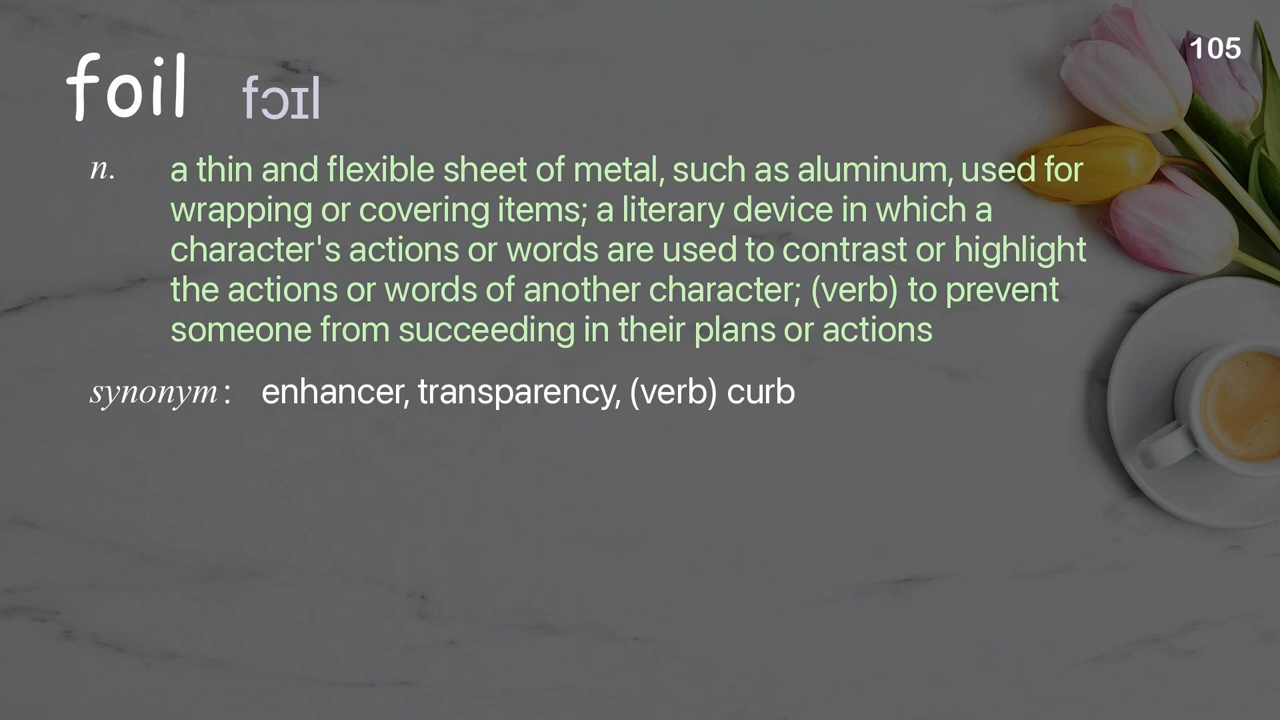 105
foil fɔɪl
n. a thin and flexible sheet of metal, such as aluminum, used for
wrapping or covering items; a literary device in which a
character's actions or words are used to contrast or highlight
the actions or words of another character; (verb) to prevent
someone from succeeding in their plans or actions
synonym: enhancer, transparency, (verb) curb